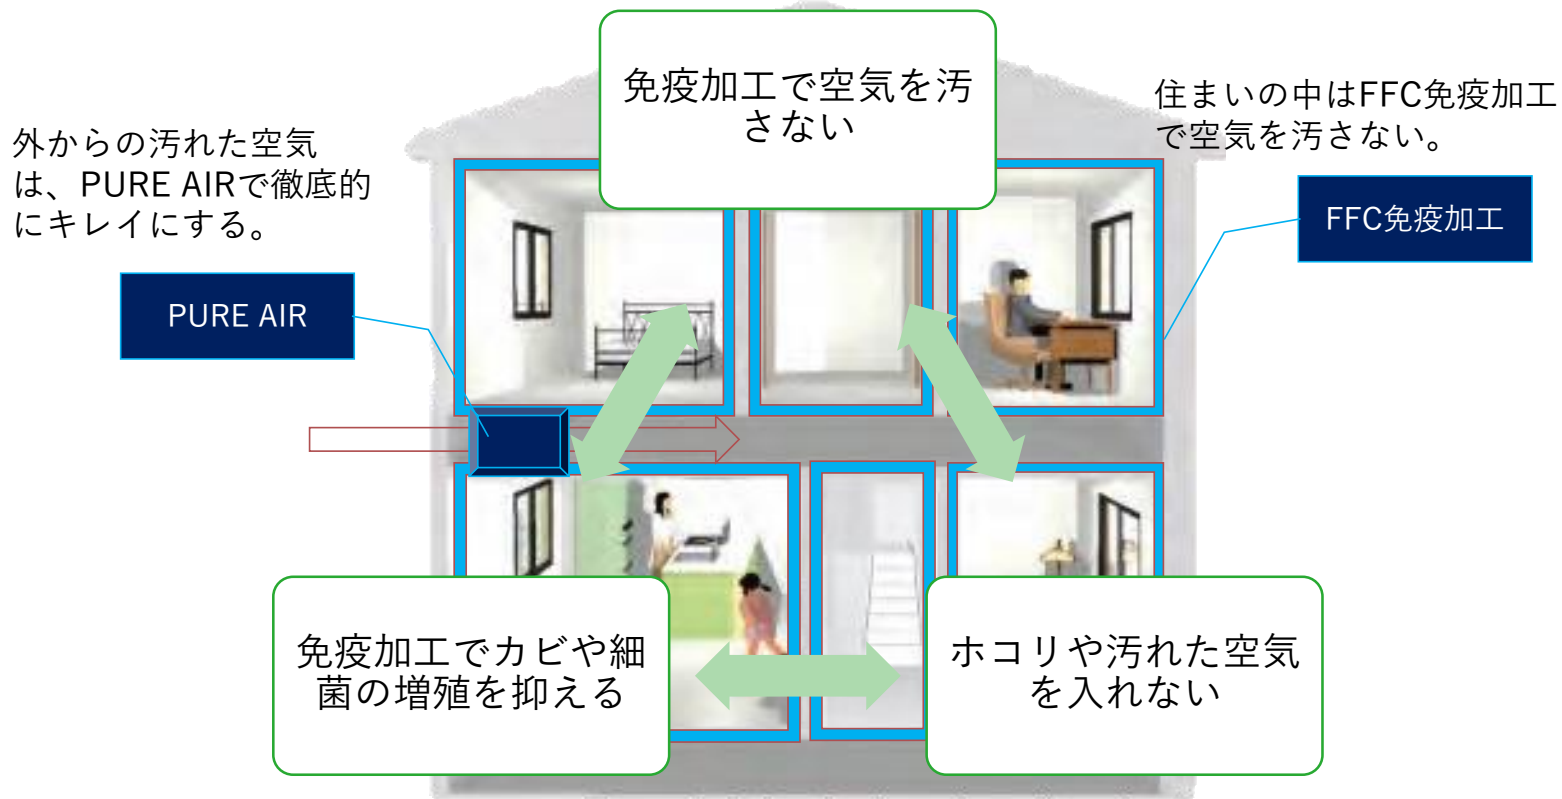 免疫加工で空気を汚
さない
住まいの中はFFC免疫加工
で空気を汚さない。
外からの汚れた空気
は、PURE AIRで徹底的
にキレイにする。
FFC免疫加工
PURE AIR
免疫加工でカビや細
菌の増殖を抑える
ホコリや汚れた空気
を入れない